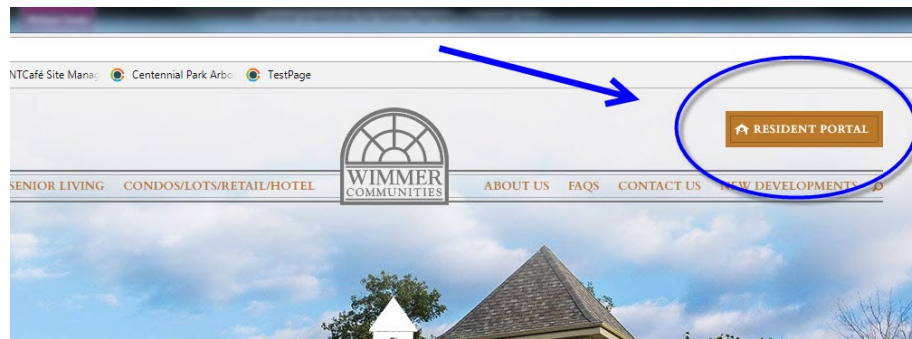 NTCafé Site Manag
Centennial Park Arbo
TestPage
RESIDENT PORTAL
SENIOR LIVING CONDOS/LOTS/RETAIL/HOTEL
WIMMER
COMMUNITIES
ABOUT US FAQS CONTACT US NEW DEVELOPMENTS